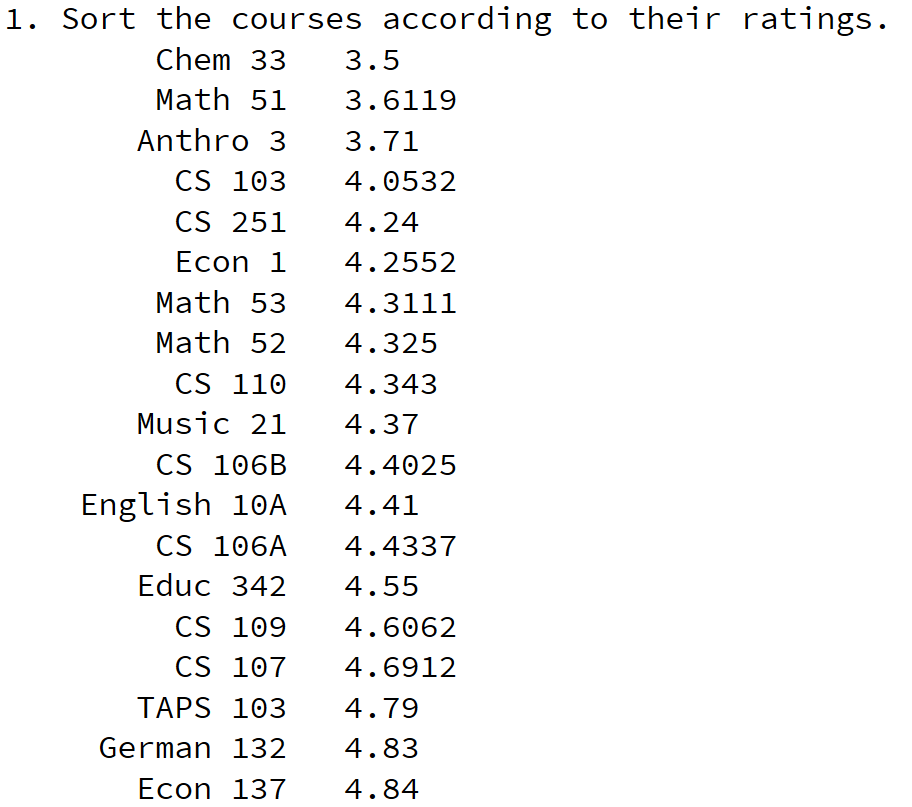 1. Sort the courses according to their ratings.
Chem 33 3.5
Math 51 3.6119
Anthro 3 3.71
CS 103 4.0532
CS 251 4.24
Econ 1 4.2552
Math 53 4.3111
Math 52 4.325
CS 110 4.343
Music 21 4.37
CS 106B 4.4025
English 10A 4.41
CS 106A 4.4337
Educ 342 4.55
CS 109 4.6062
CS 107 4.6912
TAPS 103 4.79
German 132 4.83
Econ 137 4.84